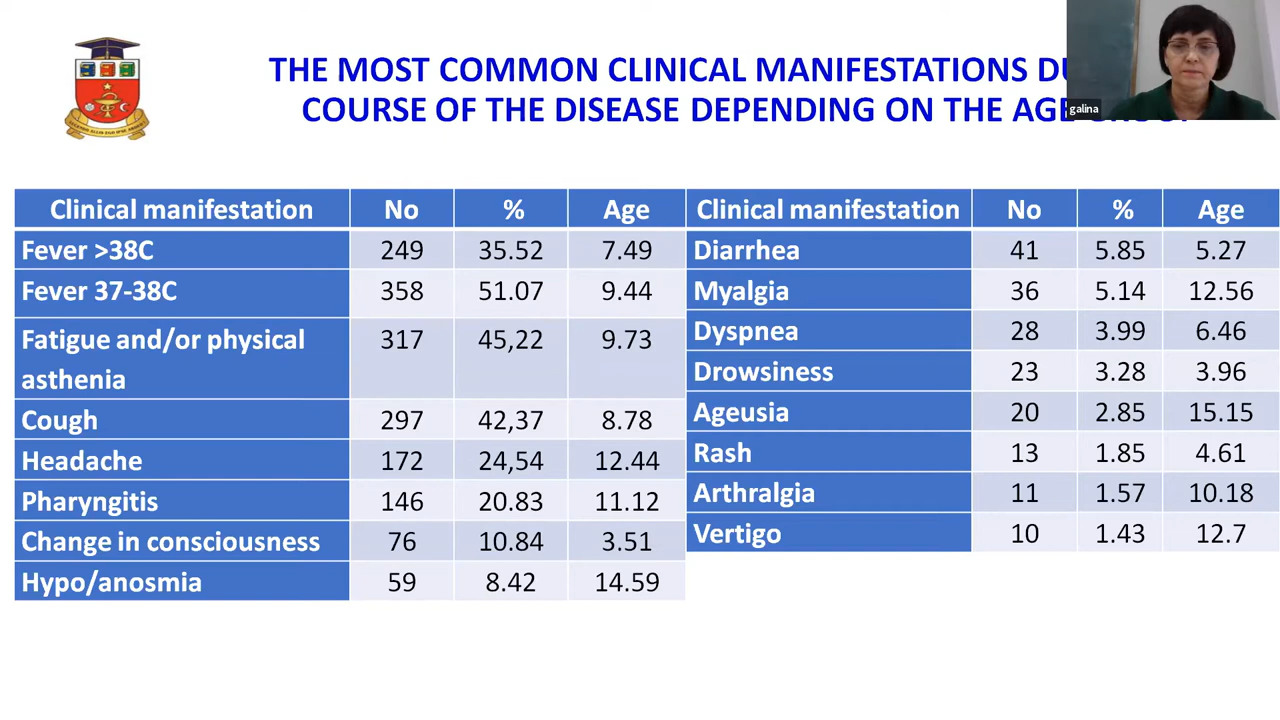 THE MOST COMMON CLINICAL MANIFESTATIONS
COURSE OF THE DISEASE DEPENDING ON THE AGE
galina
Clinical manifestation No % Age
Fever >38C 249 35.52 7.49
Fever 37-38C 358 51.07 9.44
Fatigue and/or physical 317 45,22 9.73
asthenia
Cough 297 42,37 8.78
Headache 172 24,54 12.44
Pharyngitis 146 20.83 11.12
Change in consciousness 76 10.84 3.51
Hypo/anosmia 59 8.42 14.59
Clinical manifestation No % Age
Diarrhea 41 5.85 5.27
Myalgia 36 5.14 12.56
Dyspnea 28 3.99 6.46
Drowsiness 23 3.28 3.96
Ageusia 20 2.85 15.15
Rash 13 1.85 4.61
Arthralgia 11 1.57 10.18
Vertigo 10 1.43 12.7